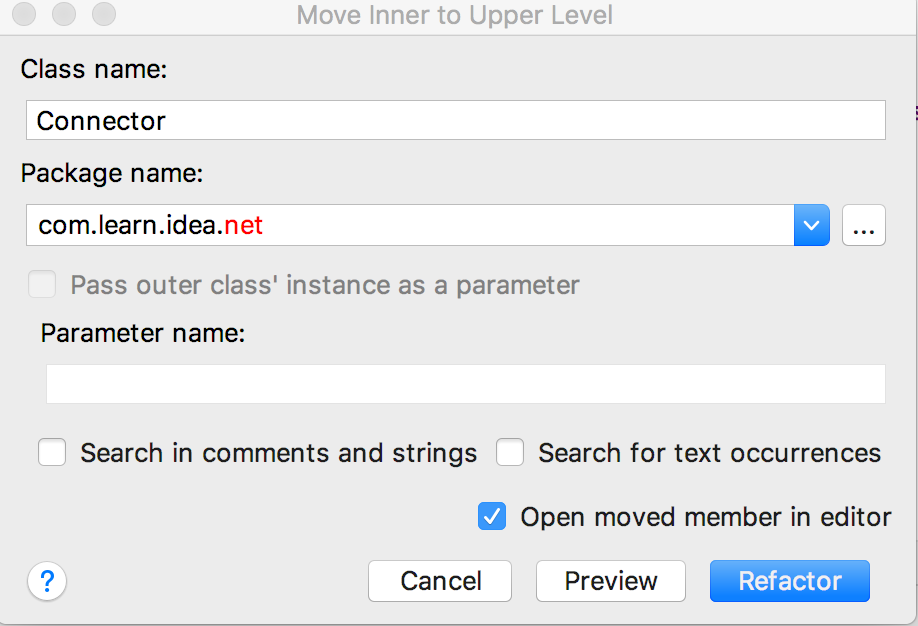 Move Inner to Upper Level
Class name:
Connector
Package name:
com.learn.idea.net
...
Pass outer class' instance as a parameter
Parameter name:
Search in comments and strings Search for text occurrences
Open moved member in editor
? Cancel Preview Refactor